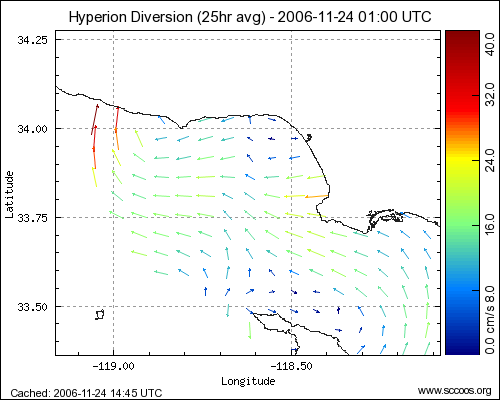 Hyperion Diversion (25hr avg) - 2006-11-24 01:00 UTC
34.25
34.00
33.75
33.50
Latitude
-119.00
-118.50
Longitude
40.0
32.0
24.0
16.0
8.0
0.0
cm/s
Cached: 2006-11-24 14:45 UTC
www.sccoos.org